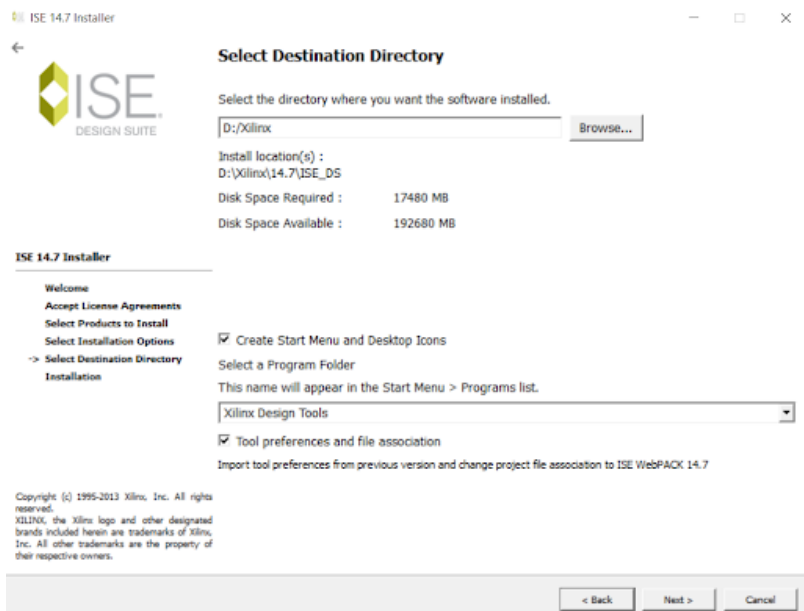 ISE 14.7 Installer
Select Destination Directory
ISE
DESIGN SUITE
Select the directory where you want the software installed.
D:/Xilinx
Browse...
Install location(s) :
D:\Xilinx\14.7\ISE_DS
Disk Space Required : 17480 MB
Disk Space Available : 192680 MB
ISE 14.7 Installer
Welcome
Accept License Agreements
Select Products to Install
Select Installation Options
-> Select Destination Directory
Installation
Create Start Menu and Desktop Icons
Select a Program Folder
This name will appear in the Start Menu > Programs list.
Xilinx Design Tools
Tool preferences and file association
Import tool preferences from previous version and change project file association to ISE WebPACK 14.7
Copyright (c) 1995-2013 Xilinx, Inc. All rights
reserved.
XILINX, the Xilinx logo and other designated
brands included herein are trademarks of Xilinx,
Inc. All other trademarks are the property of
their respective owners.
< Back
Next >
Cancel